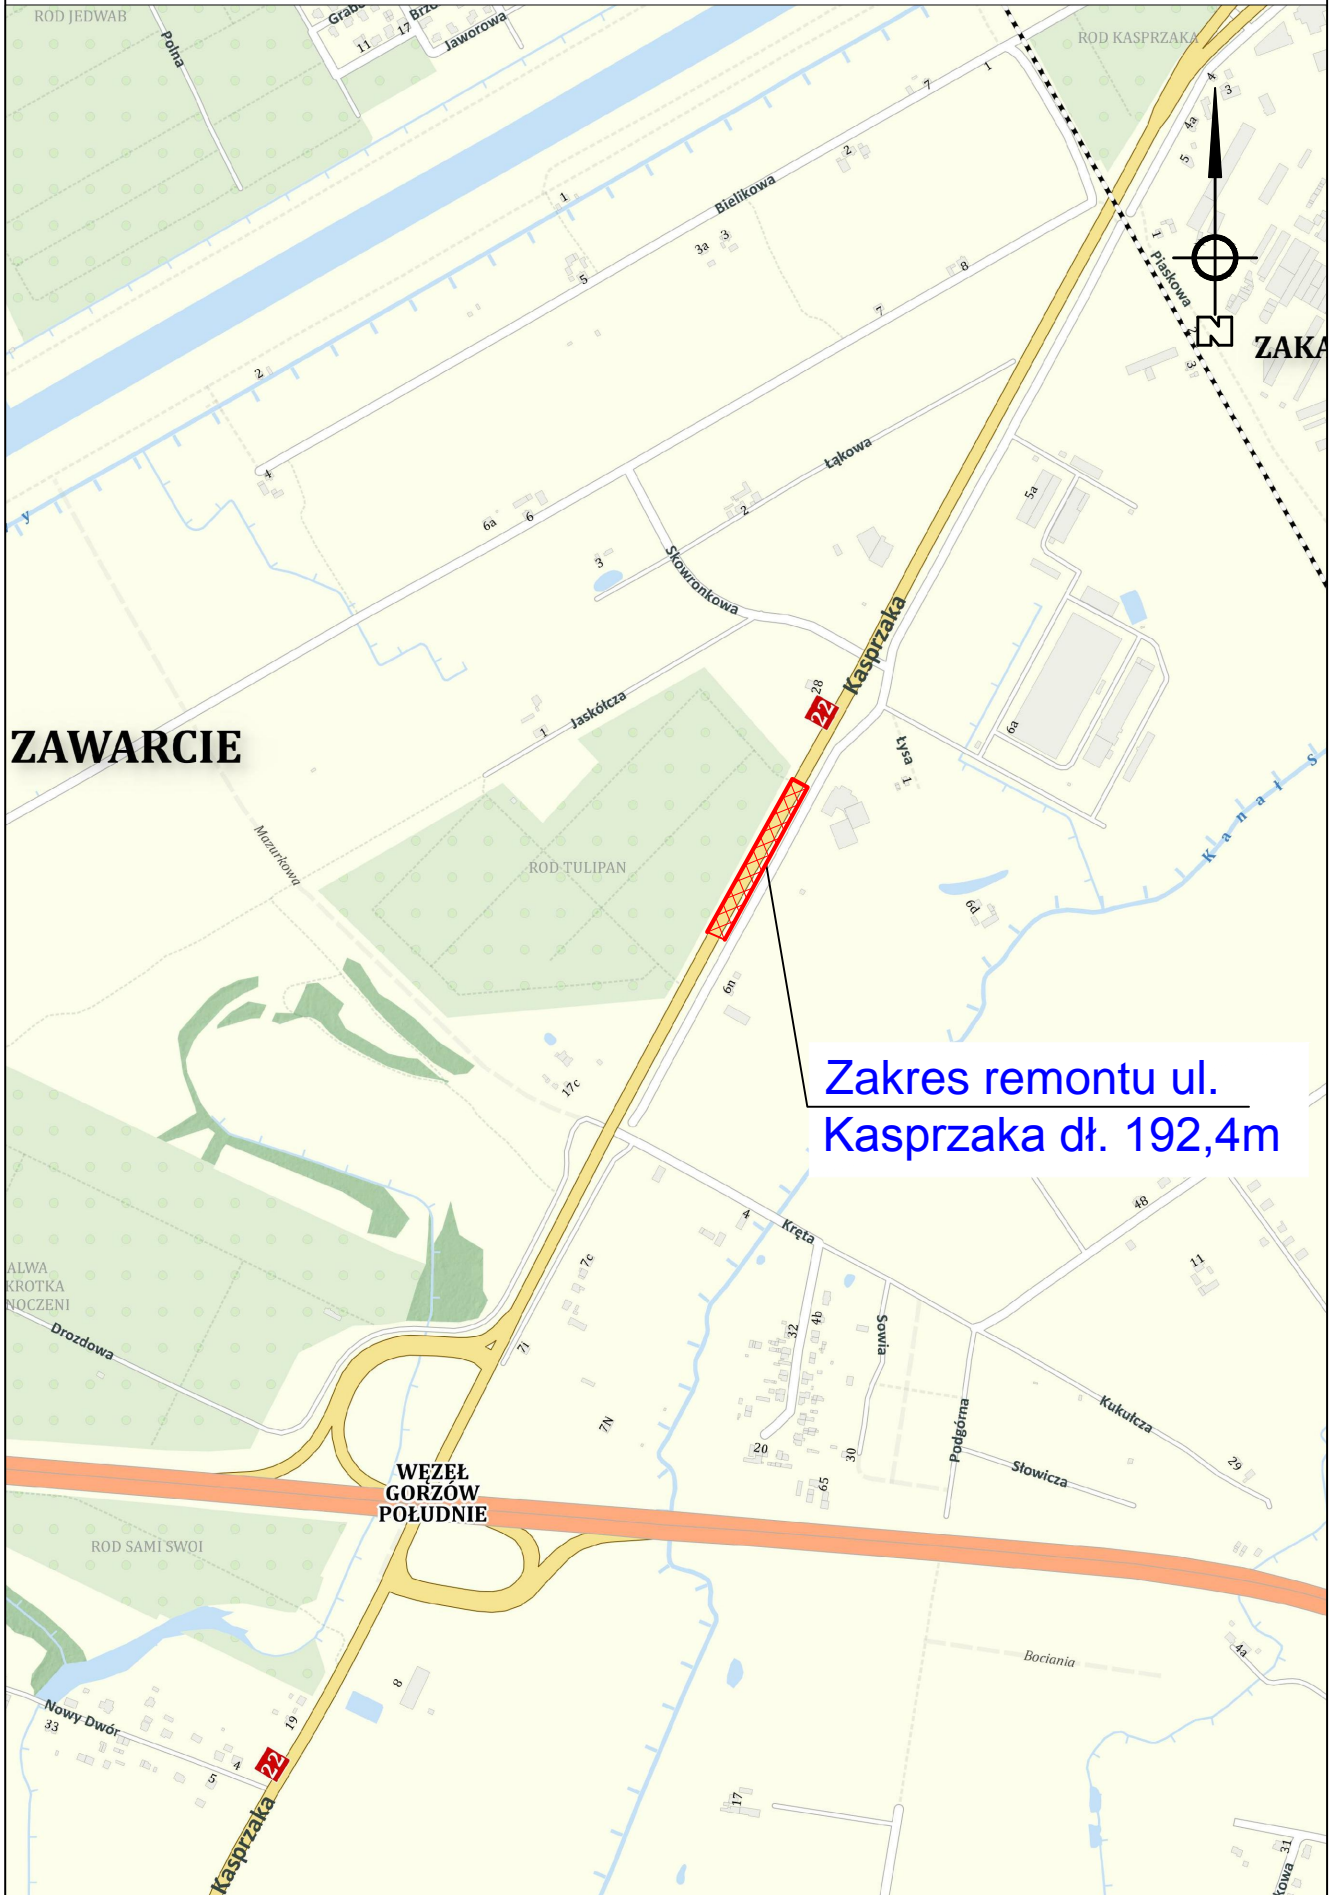 ROD JEDWAB
Polna
11
17
Jaworowa
ROD KASPRZAKA
1
7
4
3
4a
5
2
Bielikowa
1
3
3a
5
8
7
1
Piaskowa
N
2
3
ZAKA
2
4
Łąkowa
6a
6
2
5a
3
Skowronkowa
Kasprzaka
28
22
Jaskółcza
1
ZAWARCIE
Łysa
1
6a
Kanał S
Mazurkowa
ROD TULIPAN
6d
6n
17c
Zakres remontu ul.
Kasprzaka dł. 192,4m
48
4
Kręta
11
7c
ALWA
KROTKA
NOCZENI
Drozdowa
32
4b
Sowia
7i
Kukułcza
7N
Podgórna
20
30
65
Słowicza
29
WĘZEŁ
GORZÓW
POŁUDNIE
ROD SAMI SWOI
4a
Bociania
8
Nowy Dwór
33
19
4
5
22
17
Kasprzaka
31
kowa